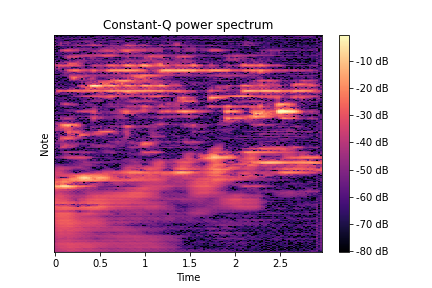 Constant-Q power spectrum
Note
-10 dB
-20 dB
-30 dB
-40 dB
-50 dB
-60 dB
-70 dB
-80 dB
0 0.5 1 1.5 2 2.5
Time